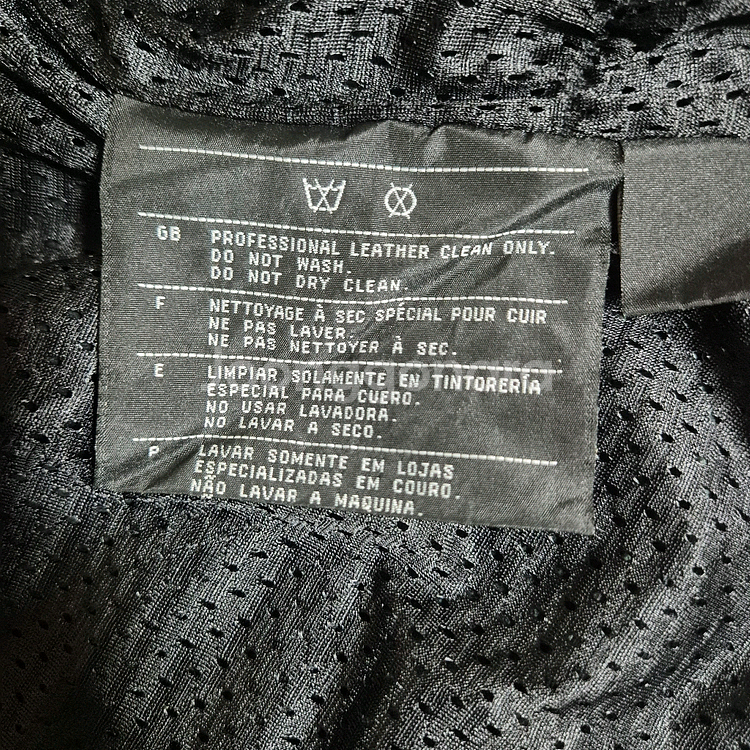 GB PROFESSIONAL LEATHER CLEAN ONLY.
DO NOT WASH.
DO NOT DRY CLEAN.
F NETTOYAGE À SEC SPÉCIAL POUR CUIR
NE PAS LAVER.
NE PAS NETTOYER À SEC.
E LIMPIAR SOLAMENTE EN TINTORERÍA
ESPECIAL PARA CUERO.
NO USAR LAVADORA.
NO LAVAR A SECO.
P LAVAR SOMENTE EM LOJAS
ESPECIALIZADAS EM COURO.
NÃO LAVAR A MAQUINA.